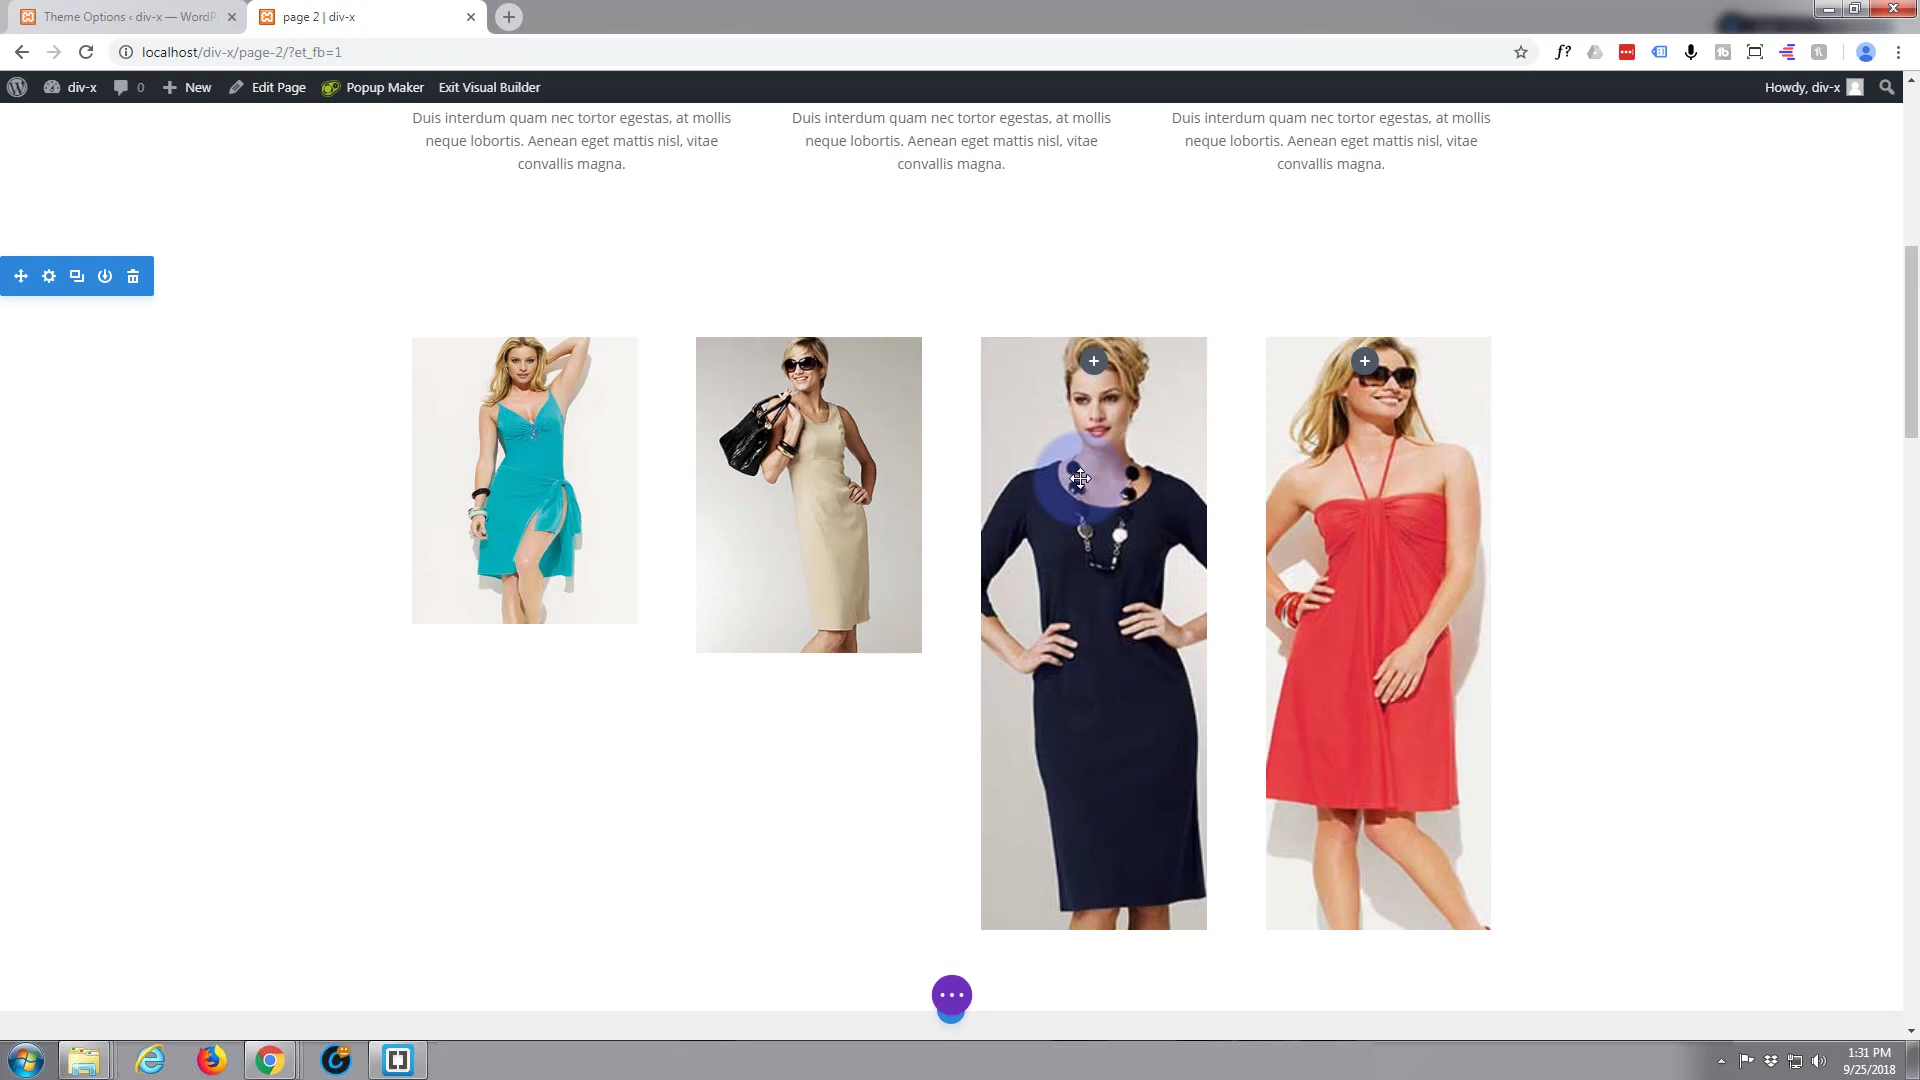 Theme Options ‹ div-x — WordP
page 2 | div-x
localhost/div-x/page-2/?et_fb=1
f?
tb
div-x
0
New
Edit Page
Popup Maker
Exit Visual Builder
Howdy, div-x
Duis interdum quam nec tortor egestas, at mollis
neque lobortis. Aenean eget mattis nisl, vitae
convallis magna.
Duis interdum quam nec tortor egestas, at mollis
neque lobortis. Aenean eget mattis nisl, vitae
convallis magna.
Duis interdum quam nec tortor egestas, at mollis
neque lobortis. Aenean eget mattis nisl, vitae
convallis magna.
1:31 PM
9/25/2018